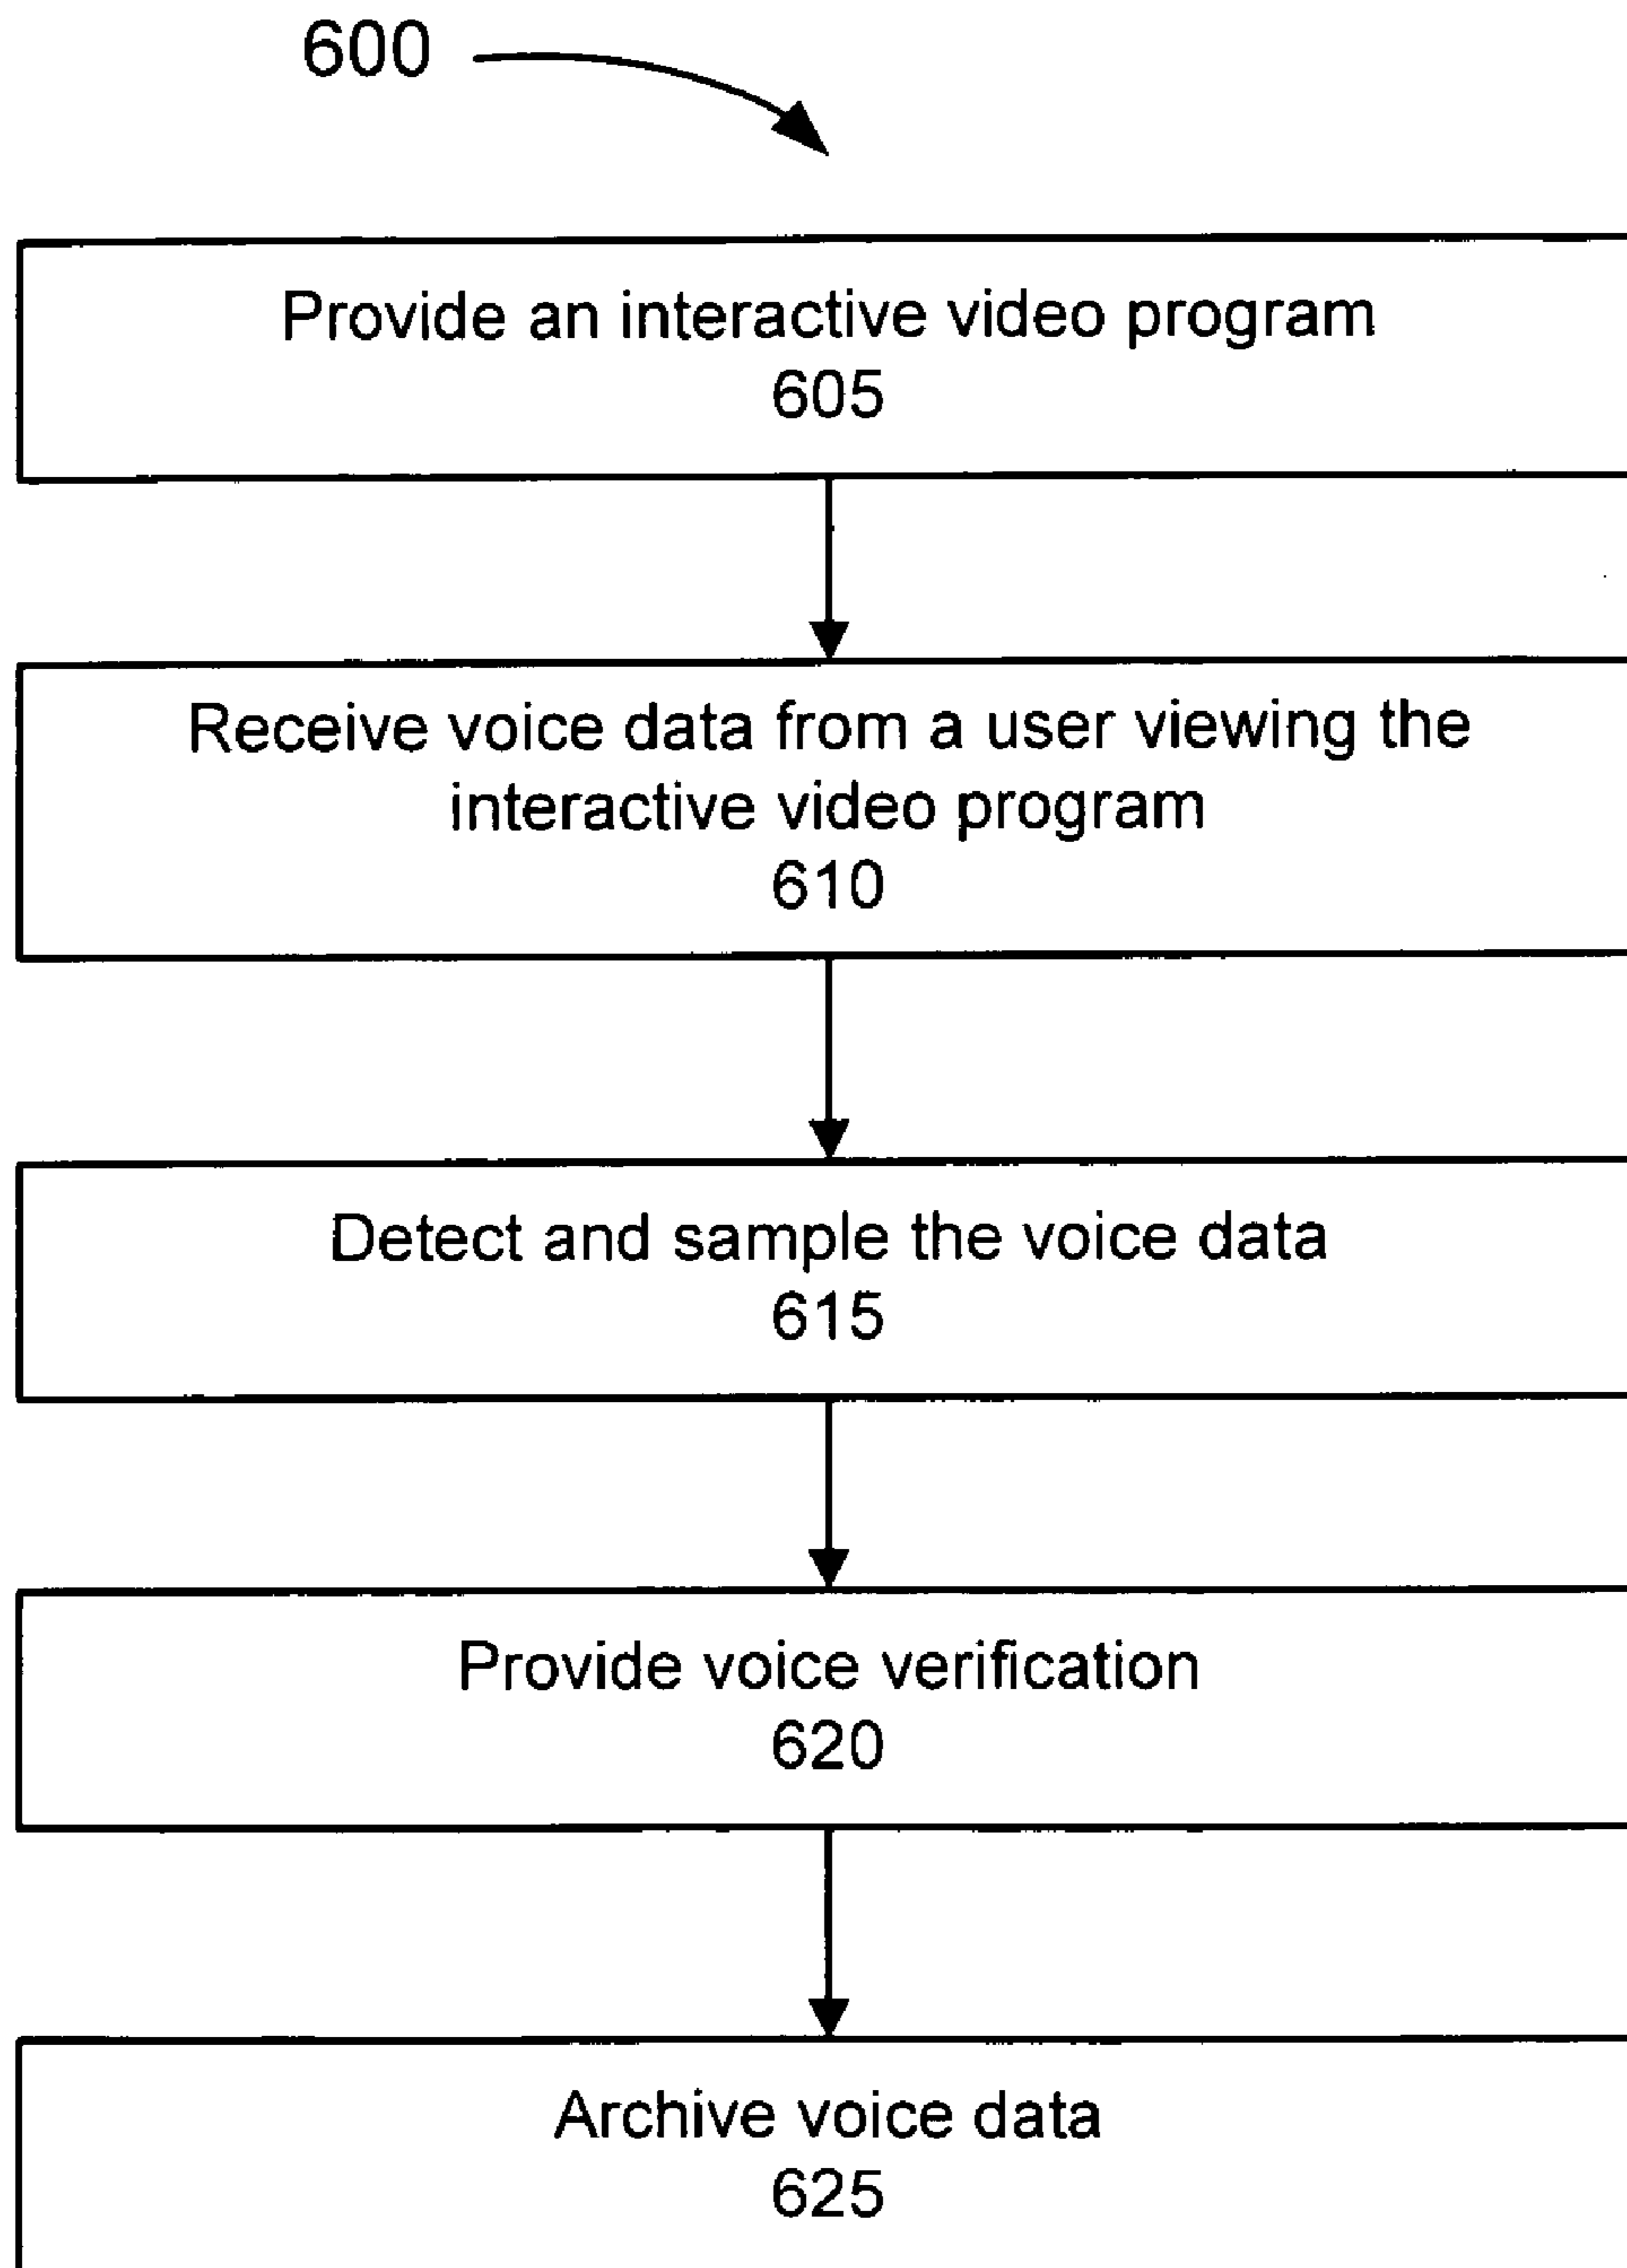 600
Provide an interactive video program
605
Receive voice data from a user viewing the
interactive video program
610
Detect and sample the voice data
615
Provide voice verification
620
Archive voice data
625